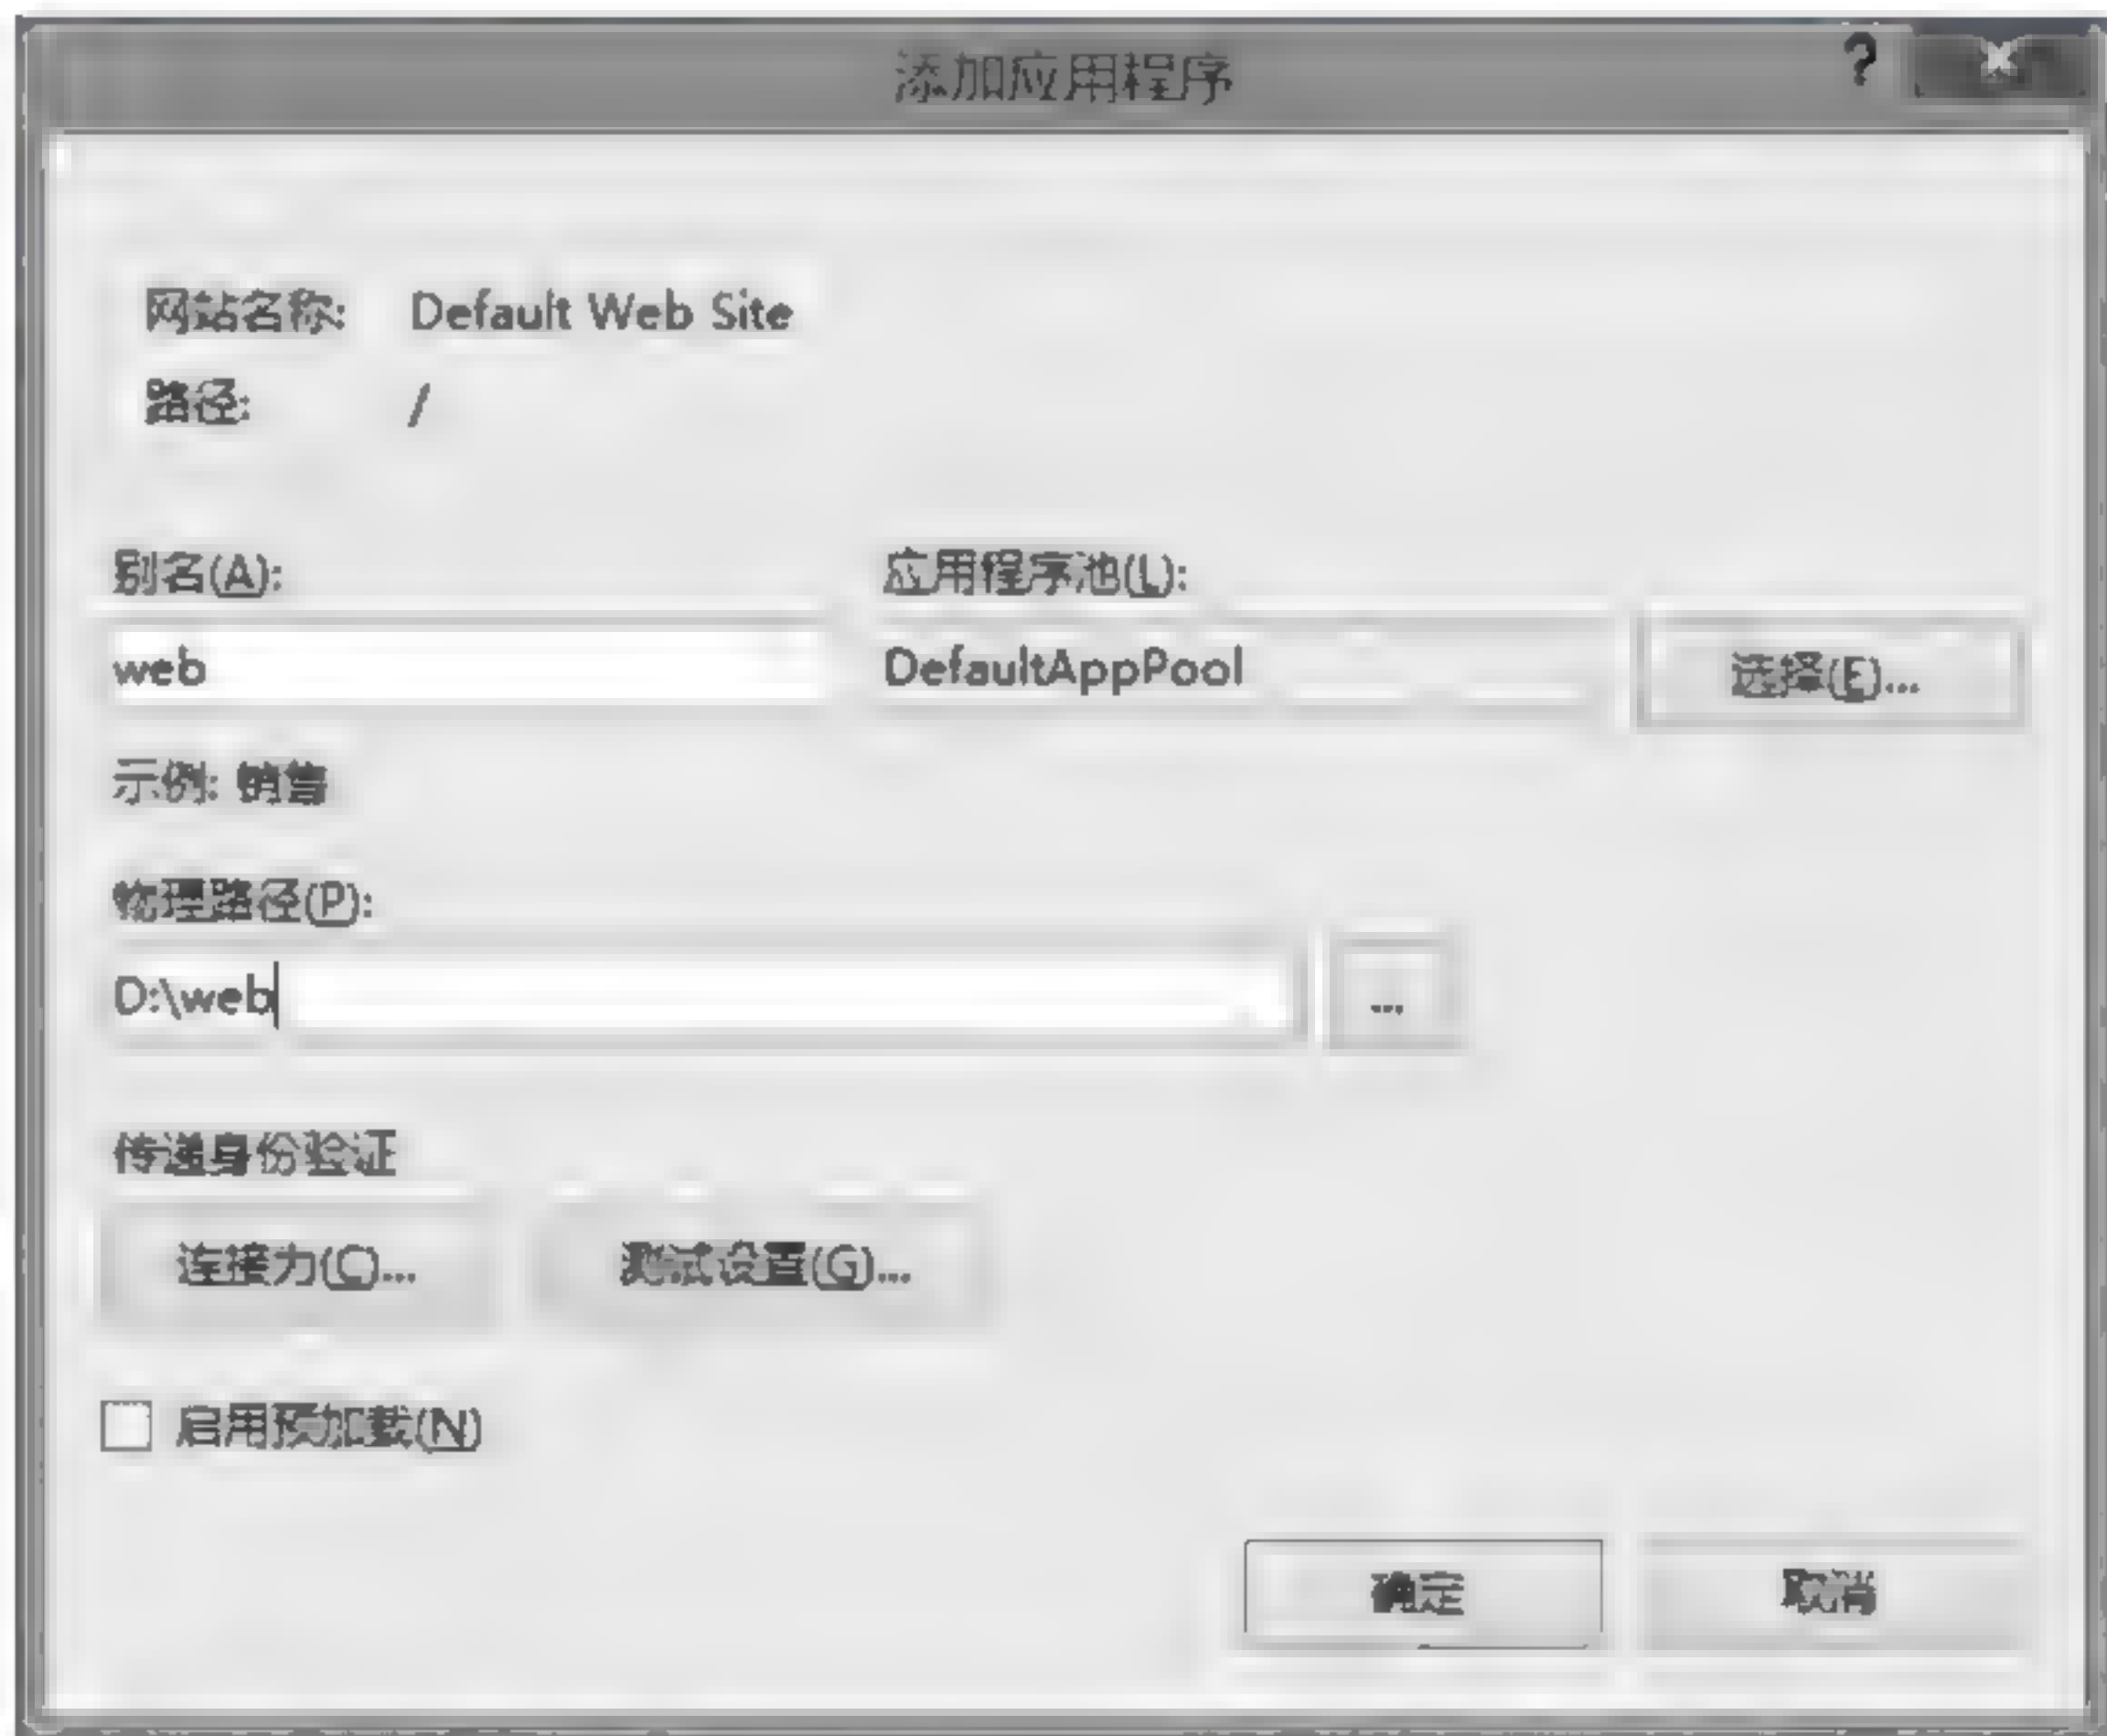 添加应用程序
网站名称: Default Web Site
路径: /
别名(A): 应用程序池(L):
web DefaultAppPool 选择(E)...
示例: 销售
物理路径(P):
D:\web ...
传递身份验证
连接为(C)... 测试设置(G)...
启用预加载(N)
确定 取消